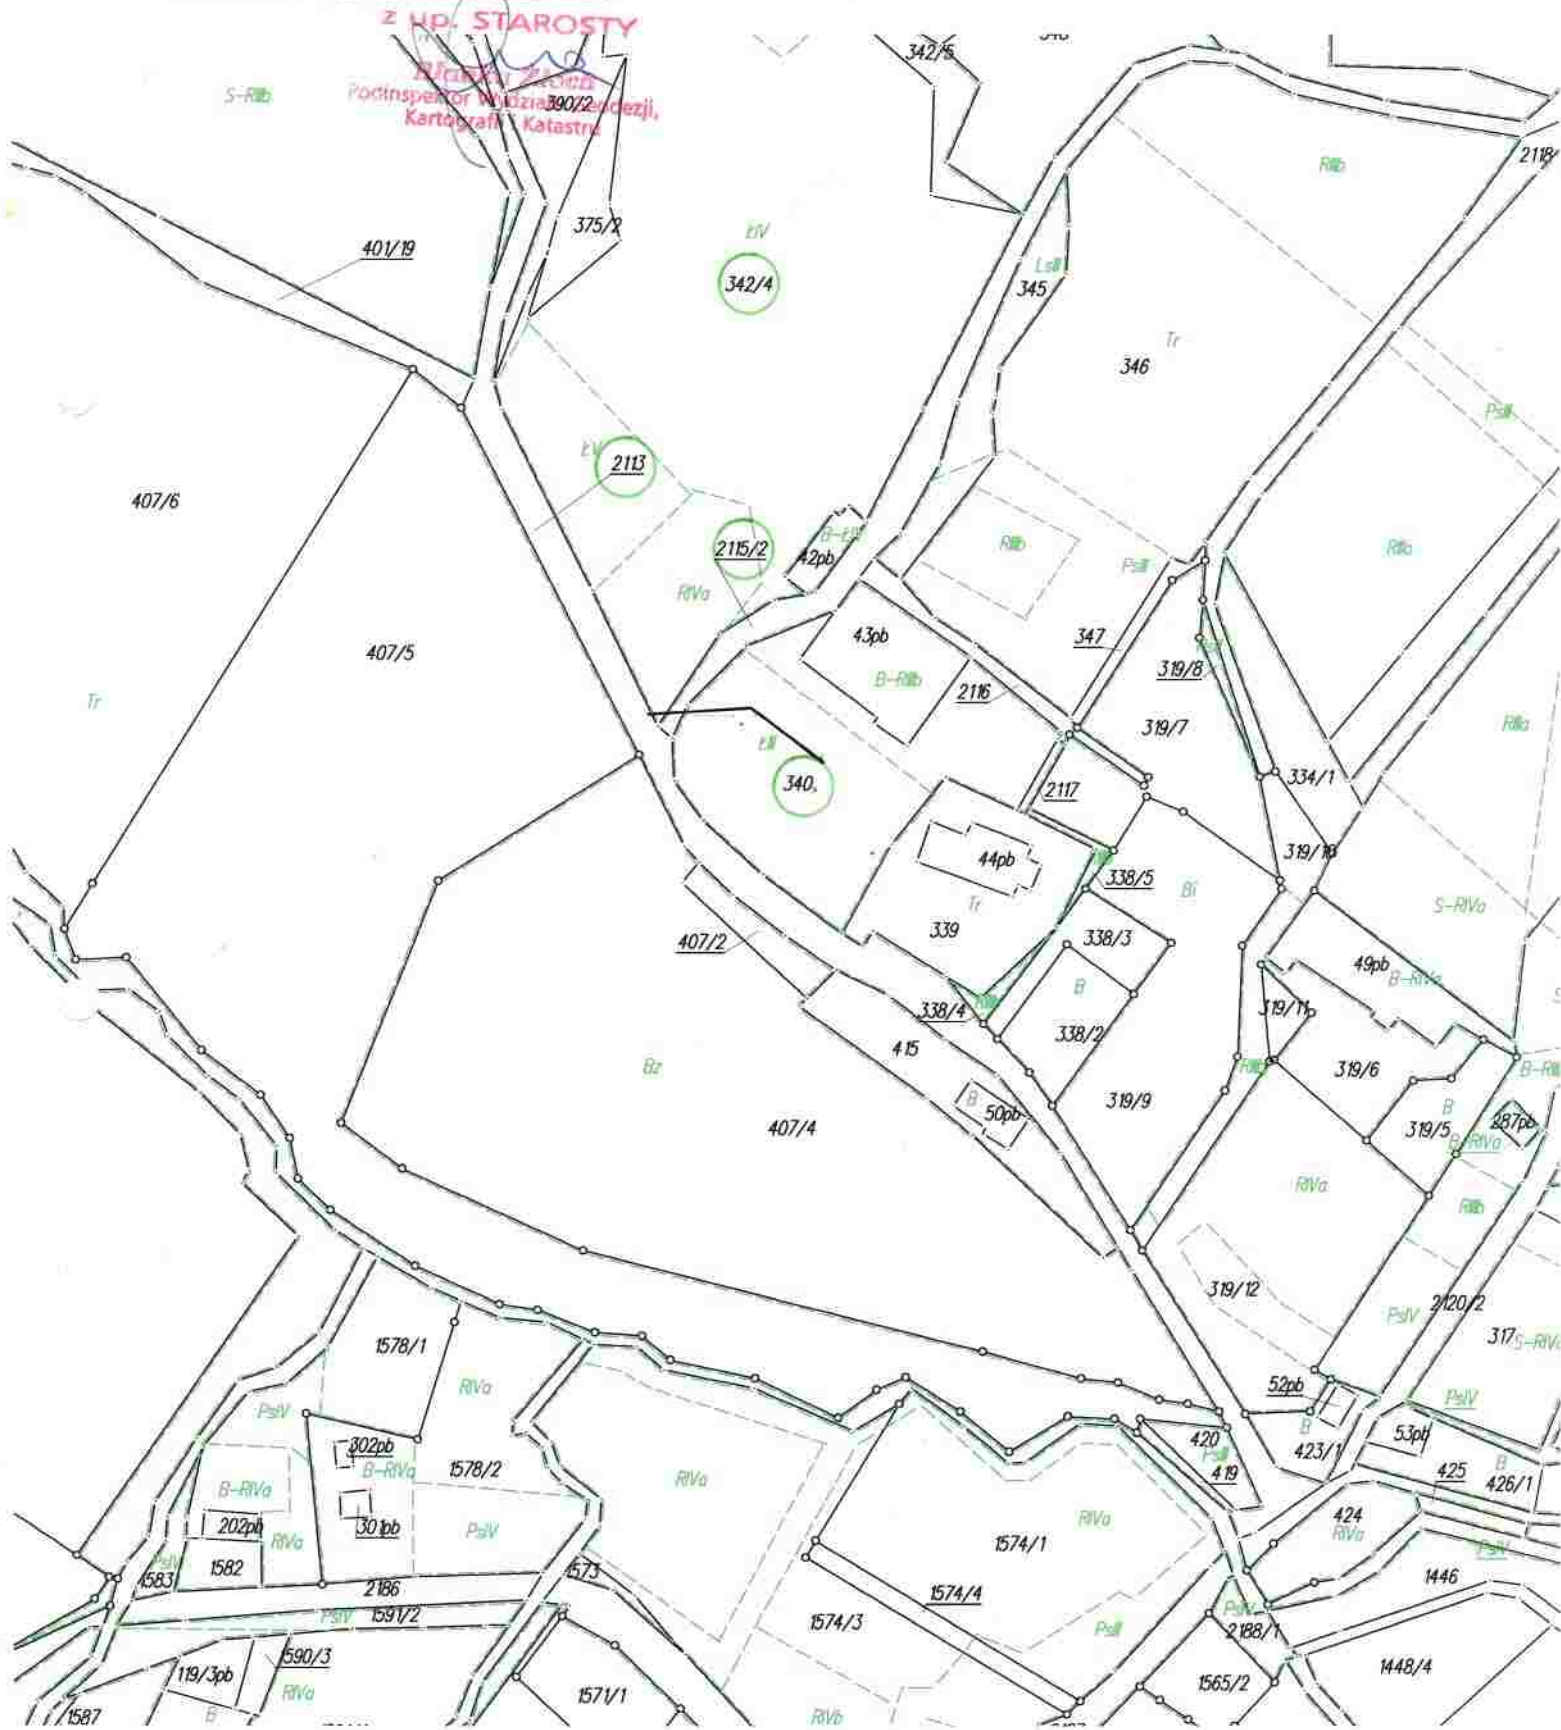 z up. STAROSTY
Podinspektor Wydziału Geodezji,
Kartografii i Katastru
S-RIIIb
390/2
342/5
2118
RIIIb
375/2
401/19
ŁIV
342/4
LsIII
345
Tr
346
PsIII
ŁV
2113
407/6
2115/2
B-ŁIV
42pb
RIIIb
PsIII
RIVa
43pb
347
407/5
B-RIIIb
319/8
2116
Tr
319/7
ŁIII
340
334/1
2117
44pb
319/10
338/5
Bi
Tr
S-RIVa
339
338/3
407/2
49pb
B-RIVa
B
338/4
319/11
338/2
415
Bz
319/6
B
50pb
319/9
407/4
B
319/5
287pb
B-RIVa
RIVa
RIIIb
319/12
PsIV
2120/2
317
S-RIVa
1578/1
RIVa
52pb
PsIV
PsIV
B
53pb
302pb
420
423/1
B
B-RIVa
1578/2
RIVa
PsIII
419
425
426/1
B-RIVa
301pb
202pb
RIVa
PsIV
RIVa
424
RIVa
1574/1
PsIV
PsIV
1583
1582
2186
1573
1446
1574/4
PsIV
1591/2
1574/3
PsIII
PsIV
2188/1
590/3
119/3pb
RIVa
1571/1
1565/2
1448/4
1587
B
RIVb